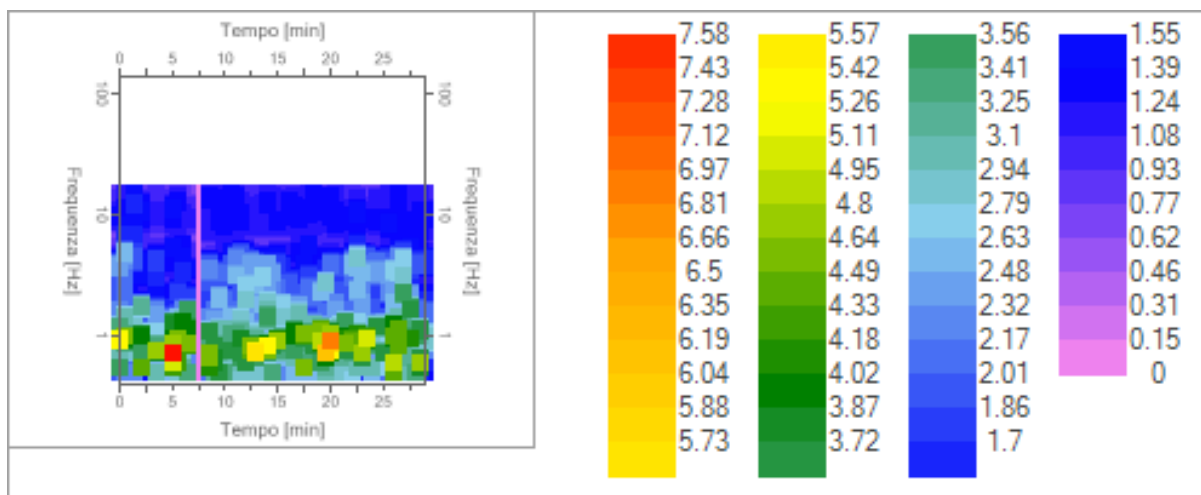 Tempo [min]
0 5 10 15 20 25
100 100
Frequenza [Hz] Frequenza [Hz]
10 10
1 1
0 5 10 15 20 25
Tempo [min]
7.58 5.57 3.56 1.55
7.43 5.42 3.41 1.39
7.28 5.26 3.25 1.24
7.12 5.11 3.1 1.08
6.97 4.95 2.94 0.93
6.81 4.8 2.79 0.77
6.66 4.64 2.63 0.62
6.5 4.49 2.48 0.46
6.35 4.33 2.32 0.31
6.19 4.18 2.17 0.15
6.04 4.02 2.01 0
5.88 3.87 1.86
5.73 3.72 1.7